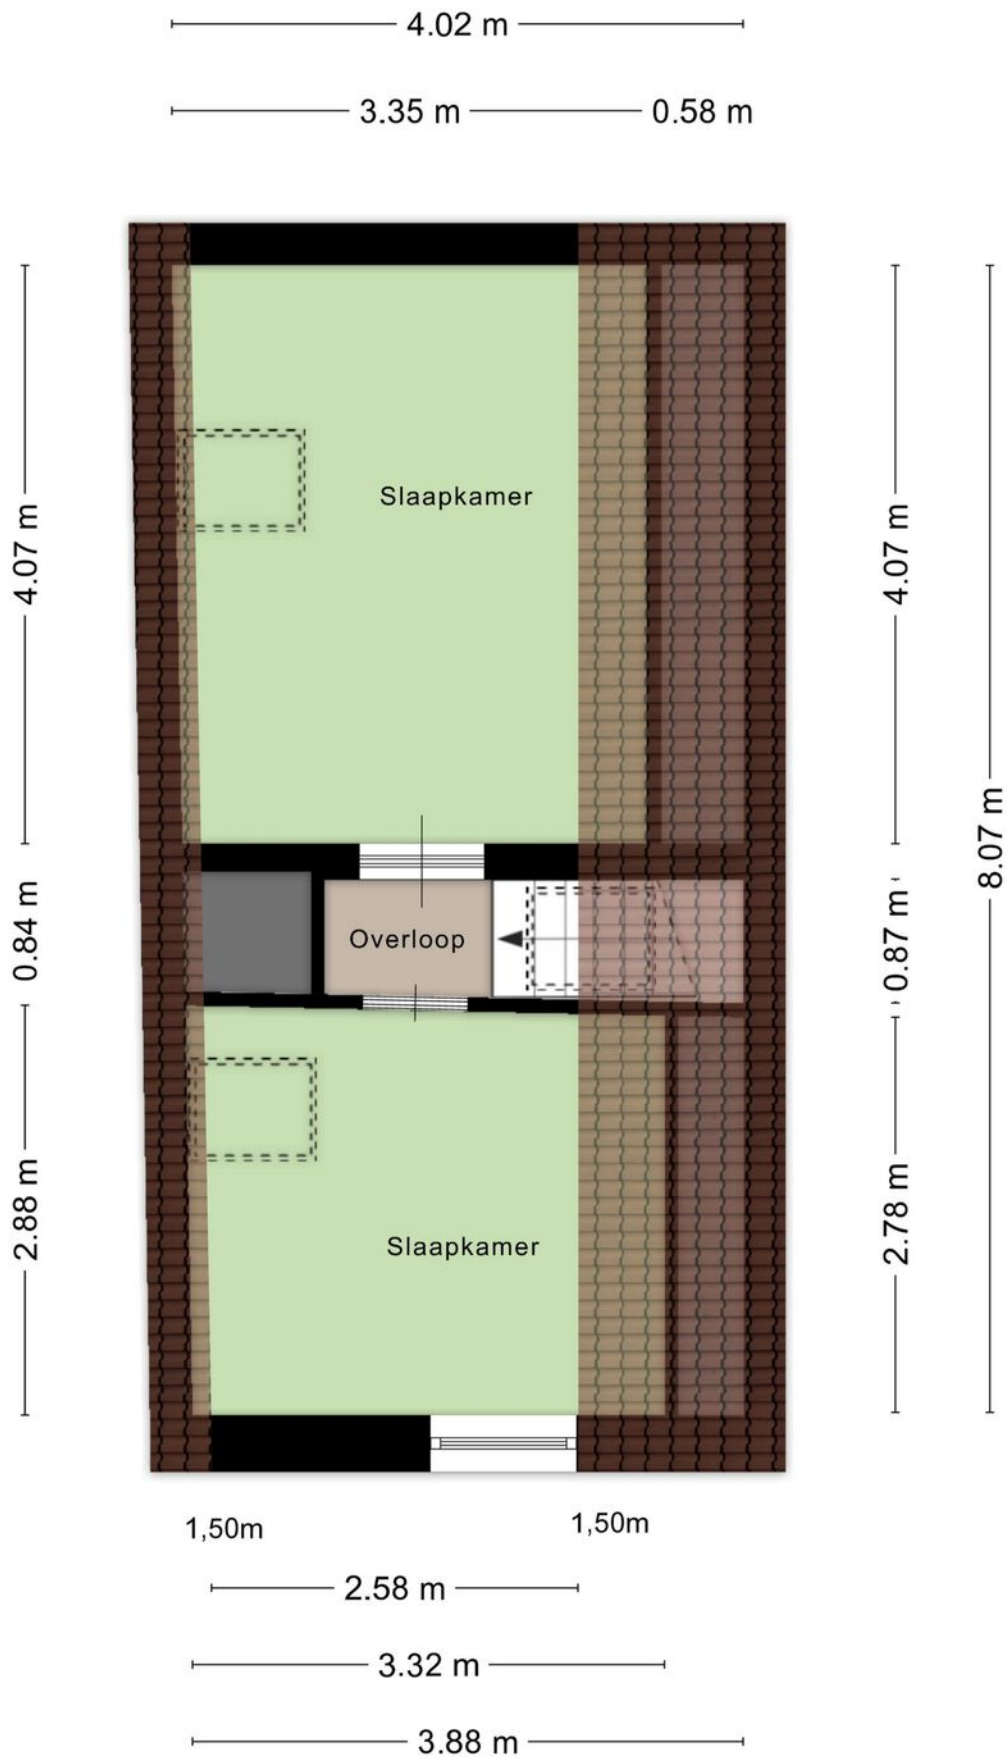 4.02 m
3.35 m
0.58 m
Slaapkamer
4.07 m
4.07 m
8.07 m
0.84 m
Overloop
0.87 m
2.88 m
Slaapkamer
2.78 m
1,50m
1,50m
2.58 m
3.32 m
3.88 m